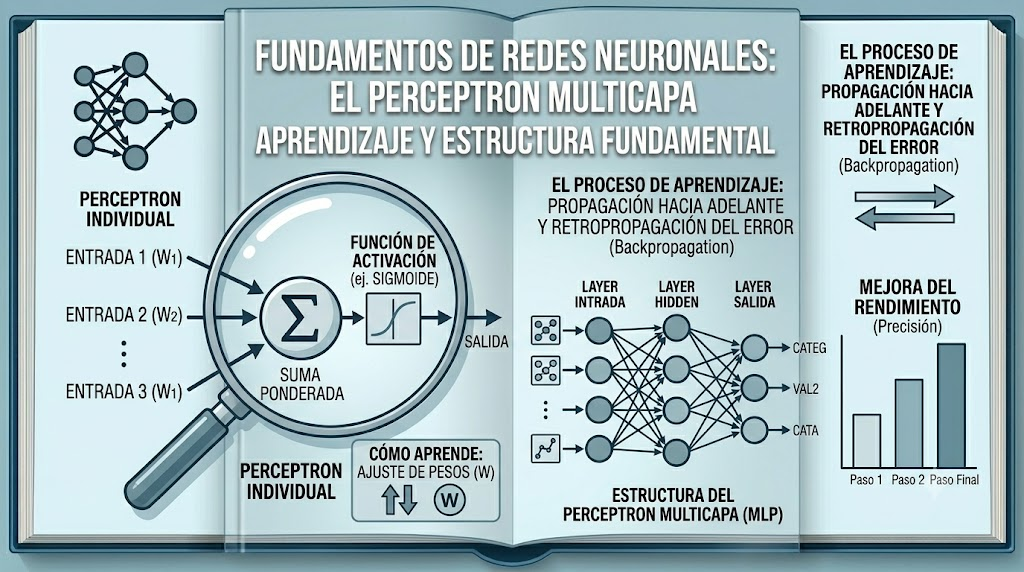 FUNDAMENTOS DE REDES NEURONALES:
EL PERCEPTRON MULTICAPA
APRENDIZAJE Y ESTRUCTURA FUNDAMENTAL
PERCEPTRON
INDIVIDUAL
ENTRADA 1 (W₁)
ENTRADA 2 (W₂)
⋮
ENTRADA 3 (W₁)
Σ
SUMA
PONDERADA
FUNCIÓN DE
ACTIVACIÓN
(ej. SIGMOIDE)
SALIDA
PERCEPTRON
INDIVIDUAL
CÓMO APRENDE:
AJUSTE DE PESOS (W)
W
EL PROCESO DE APRENDIZAJE:
PROPAGACIÓN HACIA ADELANTE
Y RETROPROPAGACIÓN DEL ERROR
(Backpropagation)
LAYER
INTRADA
LAYER
HIDDEN
LAYER
SALIDA
CATEG
VAL2
CATA
ESTRUCTURA DEL
PERCEPTRON MULTICAPA (MLP)
EL PROCESO DE
APRENDIZAJE:
PROPAGACIÓN HACIA
ADELANTE Y
RETROPROPAGACIÓN
DEL ERROR
(Backpropagation)
MEJORA DEL
RENDIMIENTO
(Precisión)
Paso 1 Paso 2 Paso Final